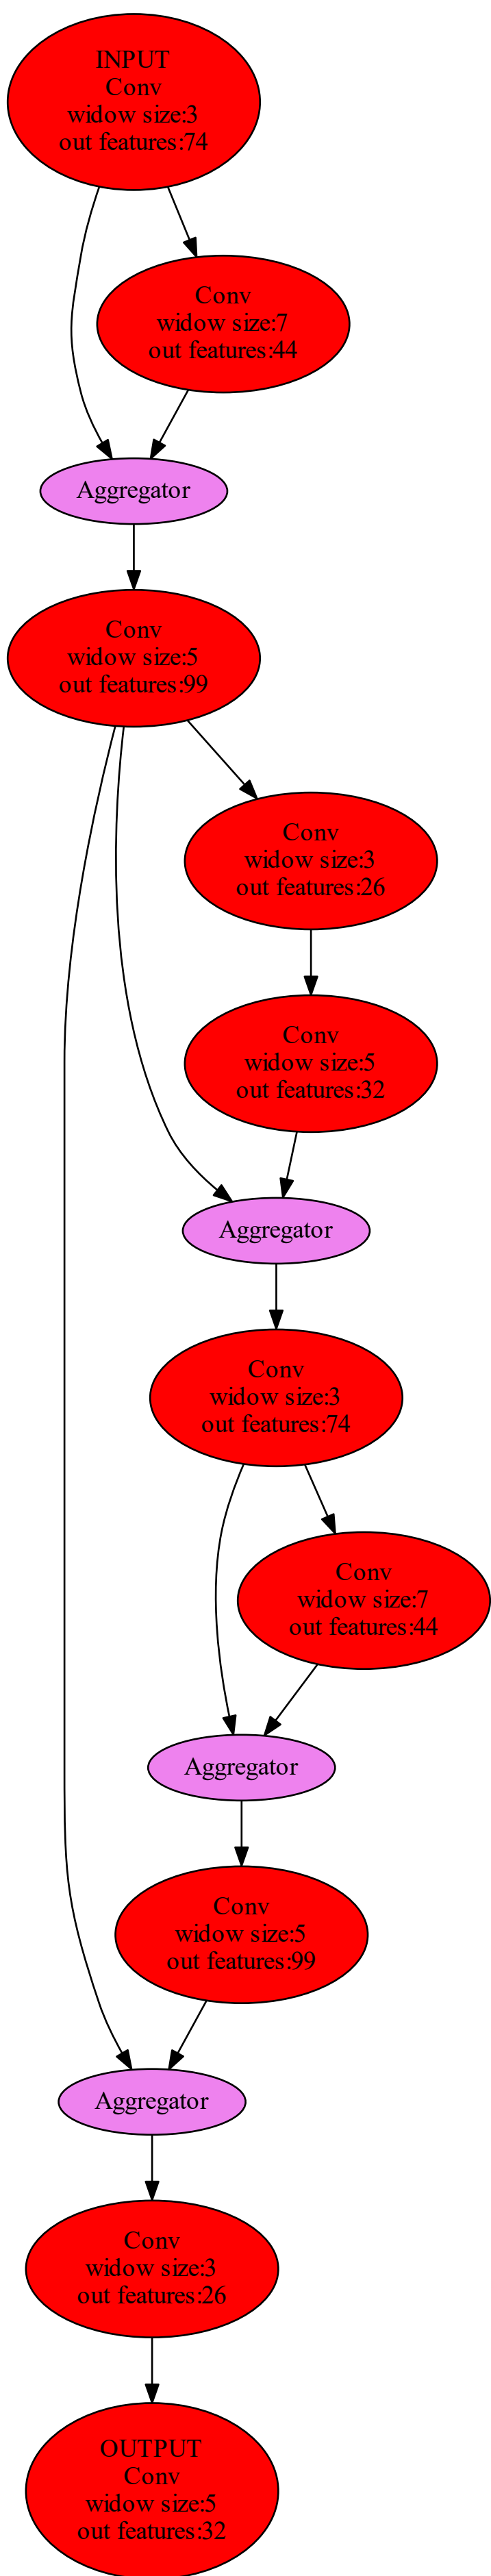 INPUT
Conv
widow size:3
out features:74
Conv
widow size:7
out features:44
Aggregator
Conv
widow size:5
out features:99
Conv
widow size:3
out features:26
Conv
widow size:5
out features:32
Aggregator
Conv
widow size:3
out features:74
Conv
widow size:7
out features:44
Aggregator
Conv
widow size:5
out features:99
Aggregator
Conv
widow size:3
out features:26
OUTPUT
Conv
widow size:5
out features:32